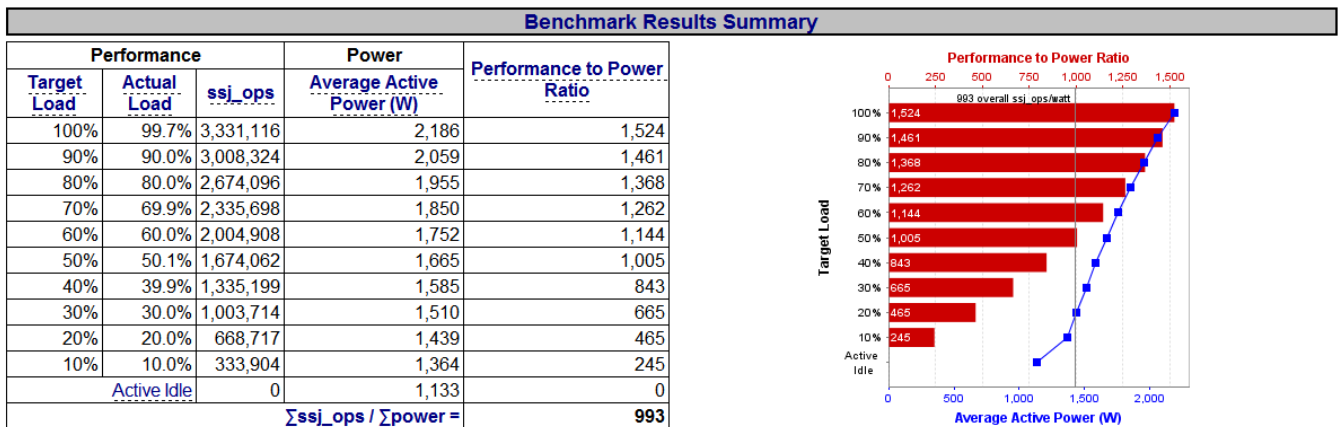 Benchmark Results Summary
Performance Power Performance to Power Ratio
Target Load Actual Load ssj_ops Average Active Power (W)
100% 99.7% 3,331,116 2,186 1,524
90% 90.0% 3,008,324 2,059 1,461
80% 80.0% 2,674,096 1,955 1,368
70% 69.9% 2,335,698 1,850 1,262
60% 60.0% 2,004,908 1,752 1,144
50% 50.1% 1,674,062 1,665 1,005
40% 39.9% 1,335,199 1,585 843
30% 30.0% 1,003,714 1,510 665
20% 20.0% 668,717 1,439 465
10% 10.0% 333,904 1,364 245
Active Idle 0 1,133 0
∑ssj_ops / ∑power = 993
Performance to Power Ratio
0 250 500 750 1,000 1,250 1,500
993 overall ssj_ops/watt
Target Load
100% 1,524
90% 1,461
80% 1,368
70% 1,262
60% 1,144
50% 1,005
40% 843
30% 665
20% 465
10% 245
Active
Idle
0 500 1,000 1,500 2,000
Average Active Power (W)